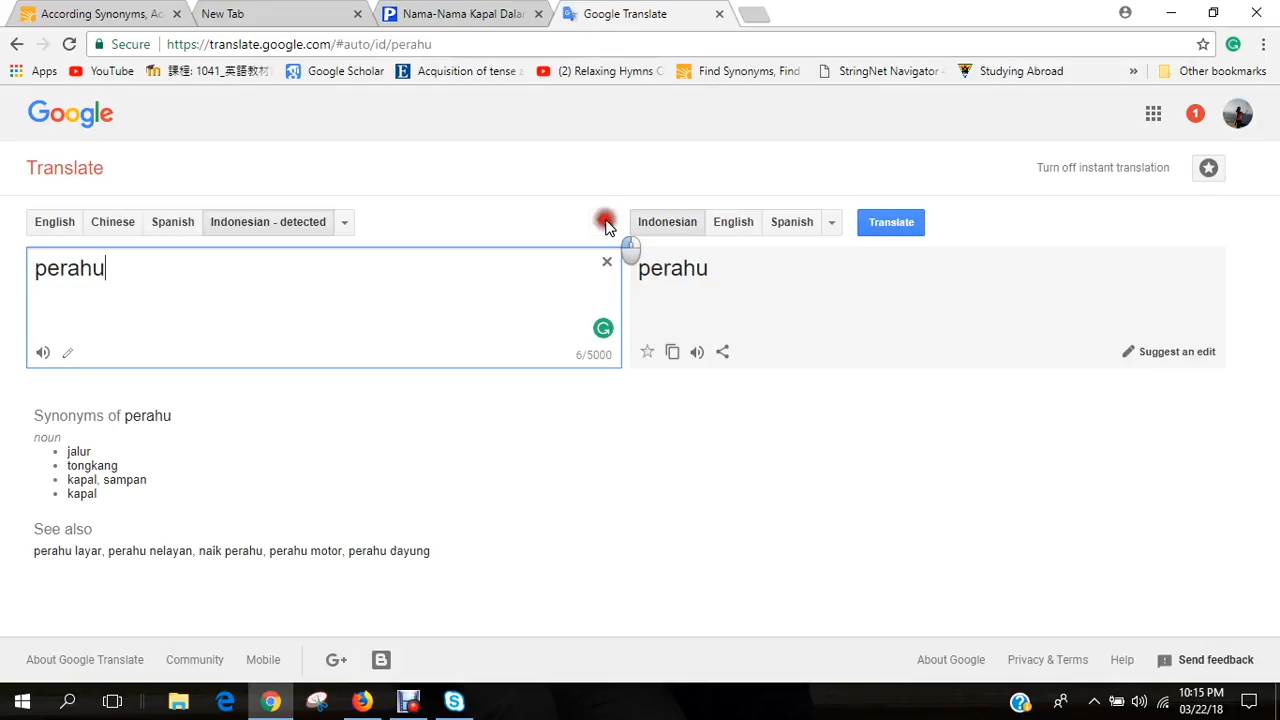 According Synonyms, Ac
New Tab
Nama-Nama Kapal Dalar
Google Translate
Secure
https://translate.google.com/#auto/id/perahu
Apps
YouTube
課程: 1041_英語教材
Google Scholar
Acquisition of tense a
(2) Relaxing Hymns C
Find Synonyms, Find
StringNet Navigator -
Studying Abroad
»
Other bookmarks
Google
1
Translate
Turn off instant translation
English
Chinese
Spanish
Indonesian - detected
Indonesian
English
Spanish
Translate
perahu
perahu
6/5000
Suggest an edit
Synonyms of perahu
noun
jalur
tongkang
kapal, sampan
kapal
See also
perahu layar, perahu nelayan, naik perahu, perahu motor, perahu dayung
About Google Translate
Community
Mobile
G+
About Google
Privacy & Terms
Help
Send feedback
10:15 PM
03/22/18